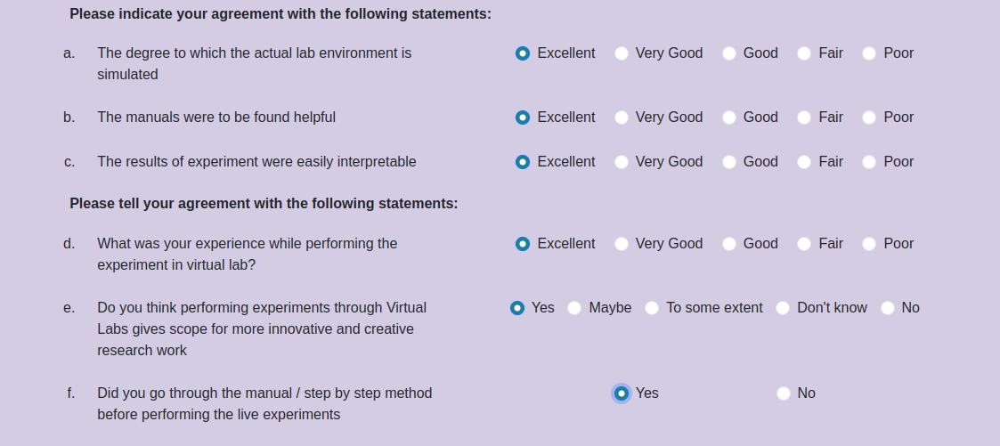 Please indicate your agreement with the following statements:
a. The degree to which the actual lab environment is Excellent Very Good Good Fair Poor
simulated
b. The manuals were to be found helpful Excellent Very Good Good Fair Poor
c. The results of experiment were easily interpretable Excellent Very Good Good Fair Poor
Please tell your agreement with the following statements:
d. What was your experience while performing the Excellent Very Good Good Fair Poor
experiment in virtual lab?
e. Do you think performing experiments through Virtual Yes Maybe To some extent Don't know No
Labs gives scope for more innovative and creative
research work
f. Did you go through the manual / step by step method Yes No
before performing the live experiments